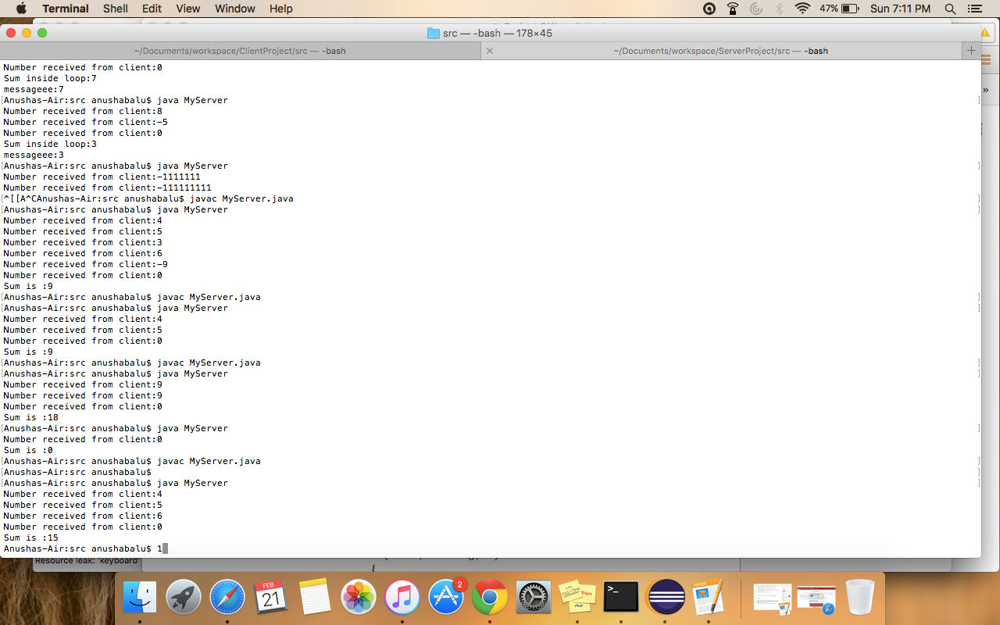 Terminal Shell Edit View Window Help 47% Sun 7:11 PM
src — -bash — 178×45
~/Documents/workspace/ClientProject/src — -bash ~/Documents/workspace/ServerProject/src — -bash
Number received from client:0
Sum inside loop:7
messageee:7
[Anushas-Air:src anushabalu$ java MyServer ]
Number received from client:8
Number received from client:-5
Number received from client:0
Sum inside loop:3
messageee:3
[Anushas-Air:src anushabalu$ java MyServer ]
Number received from client:-1111111
Number received from client:-111111111
[^[[A^CAnushas-Air:src anushabalu$ javac MyServer.java ]
[Anushas-Air:src anushabalu$ java MyServer ]
Number received from client:4
Number received from client:5
Number received from client:3
Number received from client:6
Number received from client:-9
Number received from client:0
Sum is :9
[Anushas-Air:src anushabalu$ javac MyServer.java ]
[Anushas-Air:src anushabalu$ java MyServer ]
Number received from client:4
Number received from client:5
Number received from client:0
Sum is :9
[Anushas-Air:src anushabalu$ javac MyServer.java ]
[Anushas-Air:src anushabalu$ java MyServer ]
Number received from client:9
Number received from client:9
Number received from client:0
Sum is :18
[Anushas-Air:src anushabalu$ java MyServer ]
Number received from client:0
Sum is :0
[Anushas-Air:src anushabalu$ javac MyServer.java ]
[Anushas-Air:src anushabalu$ ]
[Anushas-Air:src anushabalu$ java MyServer ]
Number received from client:4
Number received from client:5
Number received from client:6
Number received from client:0
Sum is :15
Anushas-Air:src anushabalu$ 1
Resource leak: 'keyboard'
{
FEB
21
2
PAGES